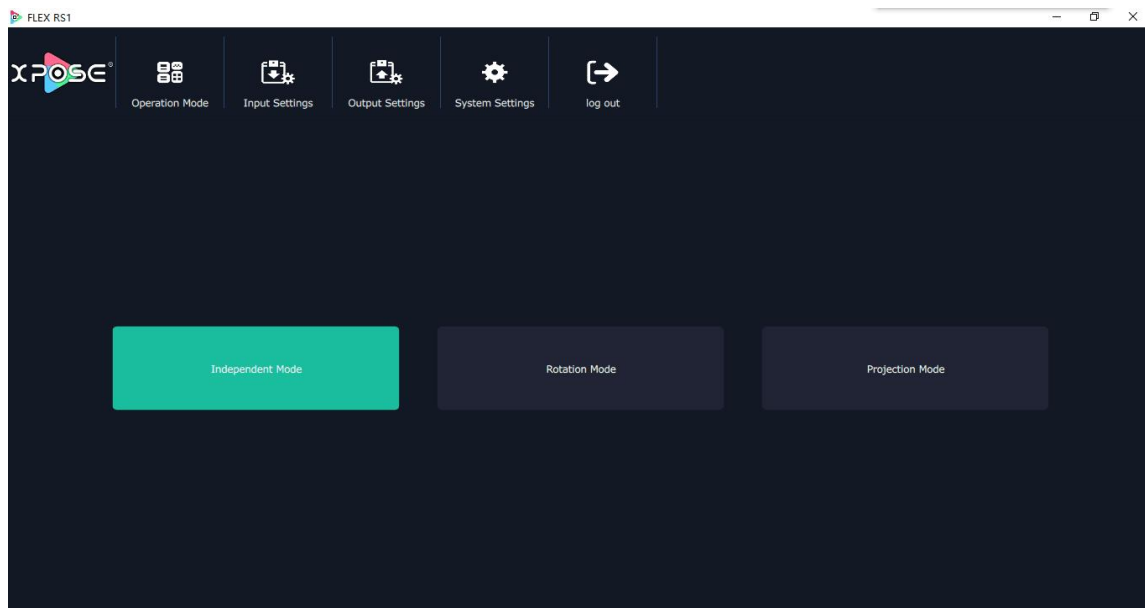 FLEX RS1
XPOSE®
Operation Mode
Input Settings
Output Settings
System Settings
log out
Independent Mode
Rotation Mode
Projection Mode